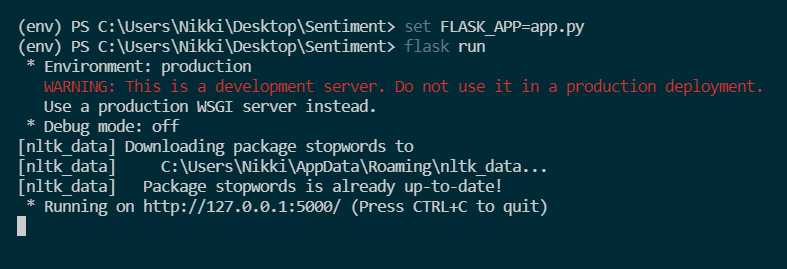 (env) PS C:\Users\Nikki\Desktop\Sentiment> set FLASK_APP=app.py
(env) PS C:\Users\Nikki\Desktop\Sentiment> flask run
 * Environment: production
   WARNING: This is a development server. Do not use it in a production deployment.
   Use a production WSGI server instead.
 * Debug mode: off
[nltk_data] Downloading package stopwords to
[nltk_data]     C:\Users\Nikki\AppData\Roaming\nltk_data...
[nltk_data]   Package stopwords is already up-to-date!
 * Running on http://127.0.0.1:5000/ (Press CTRL+C to quit)